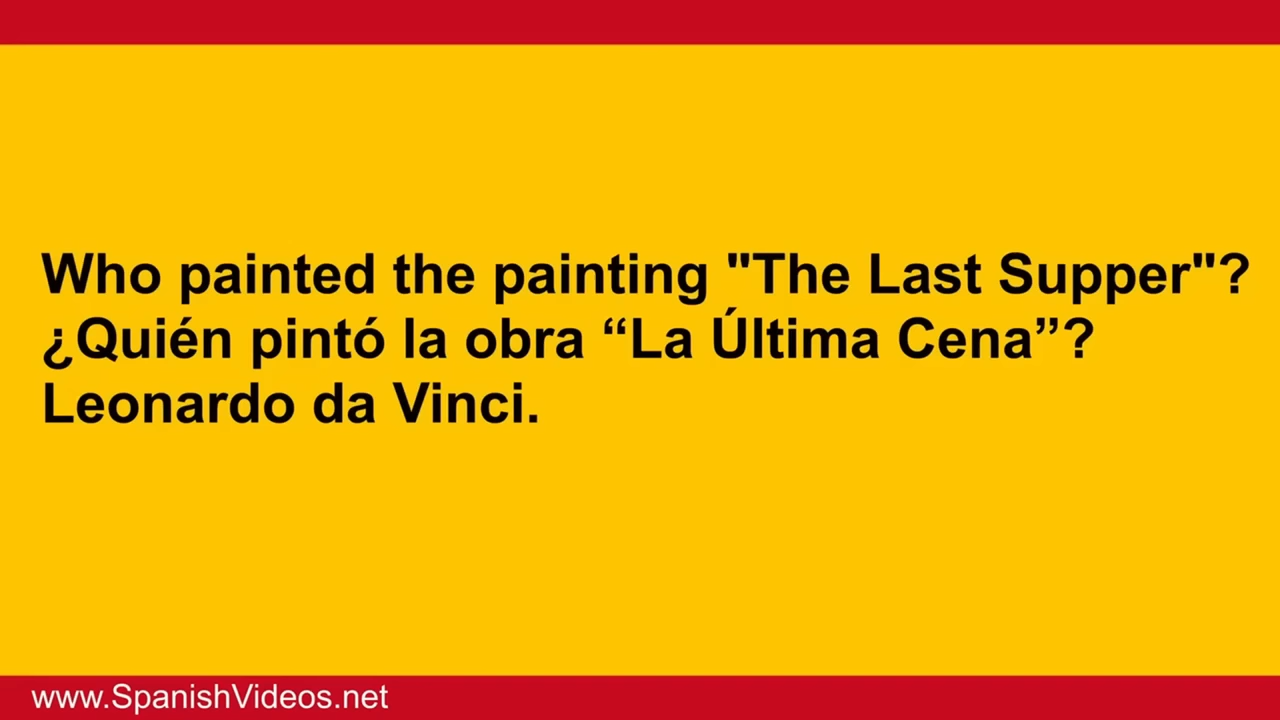 Who painted the painting "The Last Supper"?
¿Quién pintó la obra “La Última Cena”?
Leonardo da Vinci.
www.SpanishVideos.net